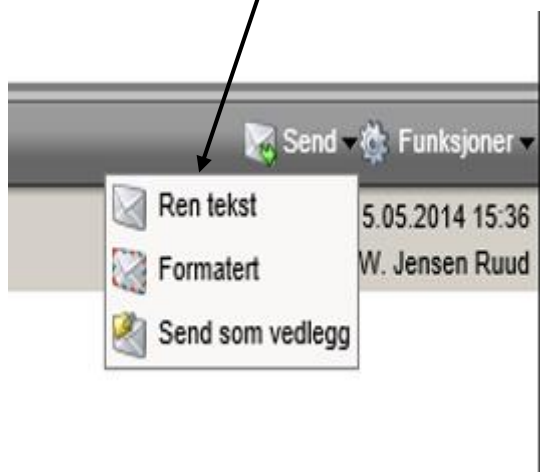 Send Funksjoner
Ren tekst
5.05.2014 15:36
Formatert
W. Jensen Ruud
Send som vedlegg